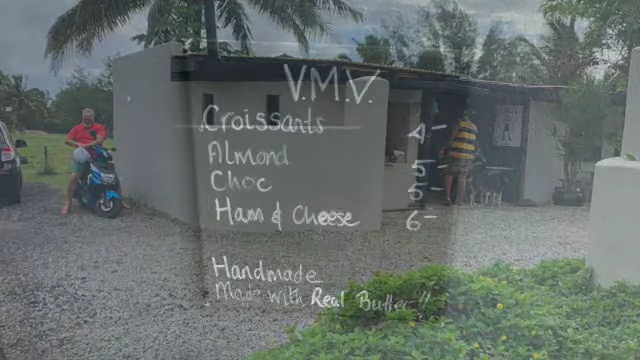 V.M.V.
Croissants 4-
Almond 5-
Choc 5
Ham & Cheese 6-
Handmade
Made with Real Butter!!